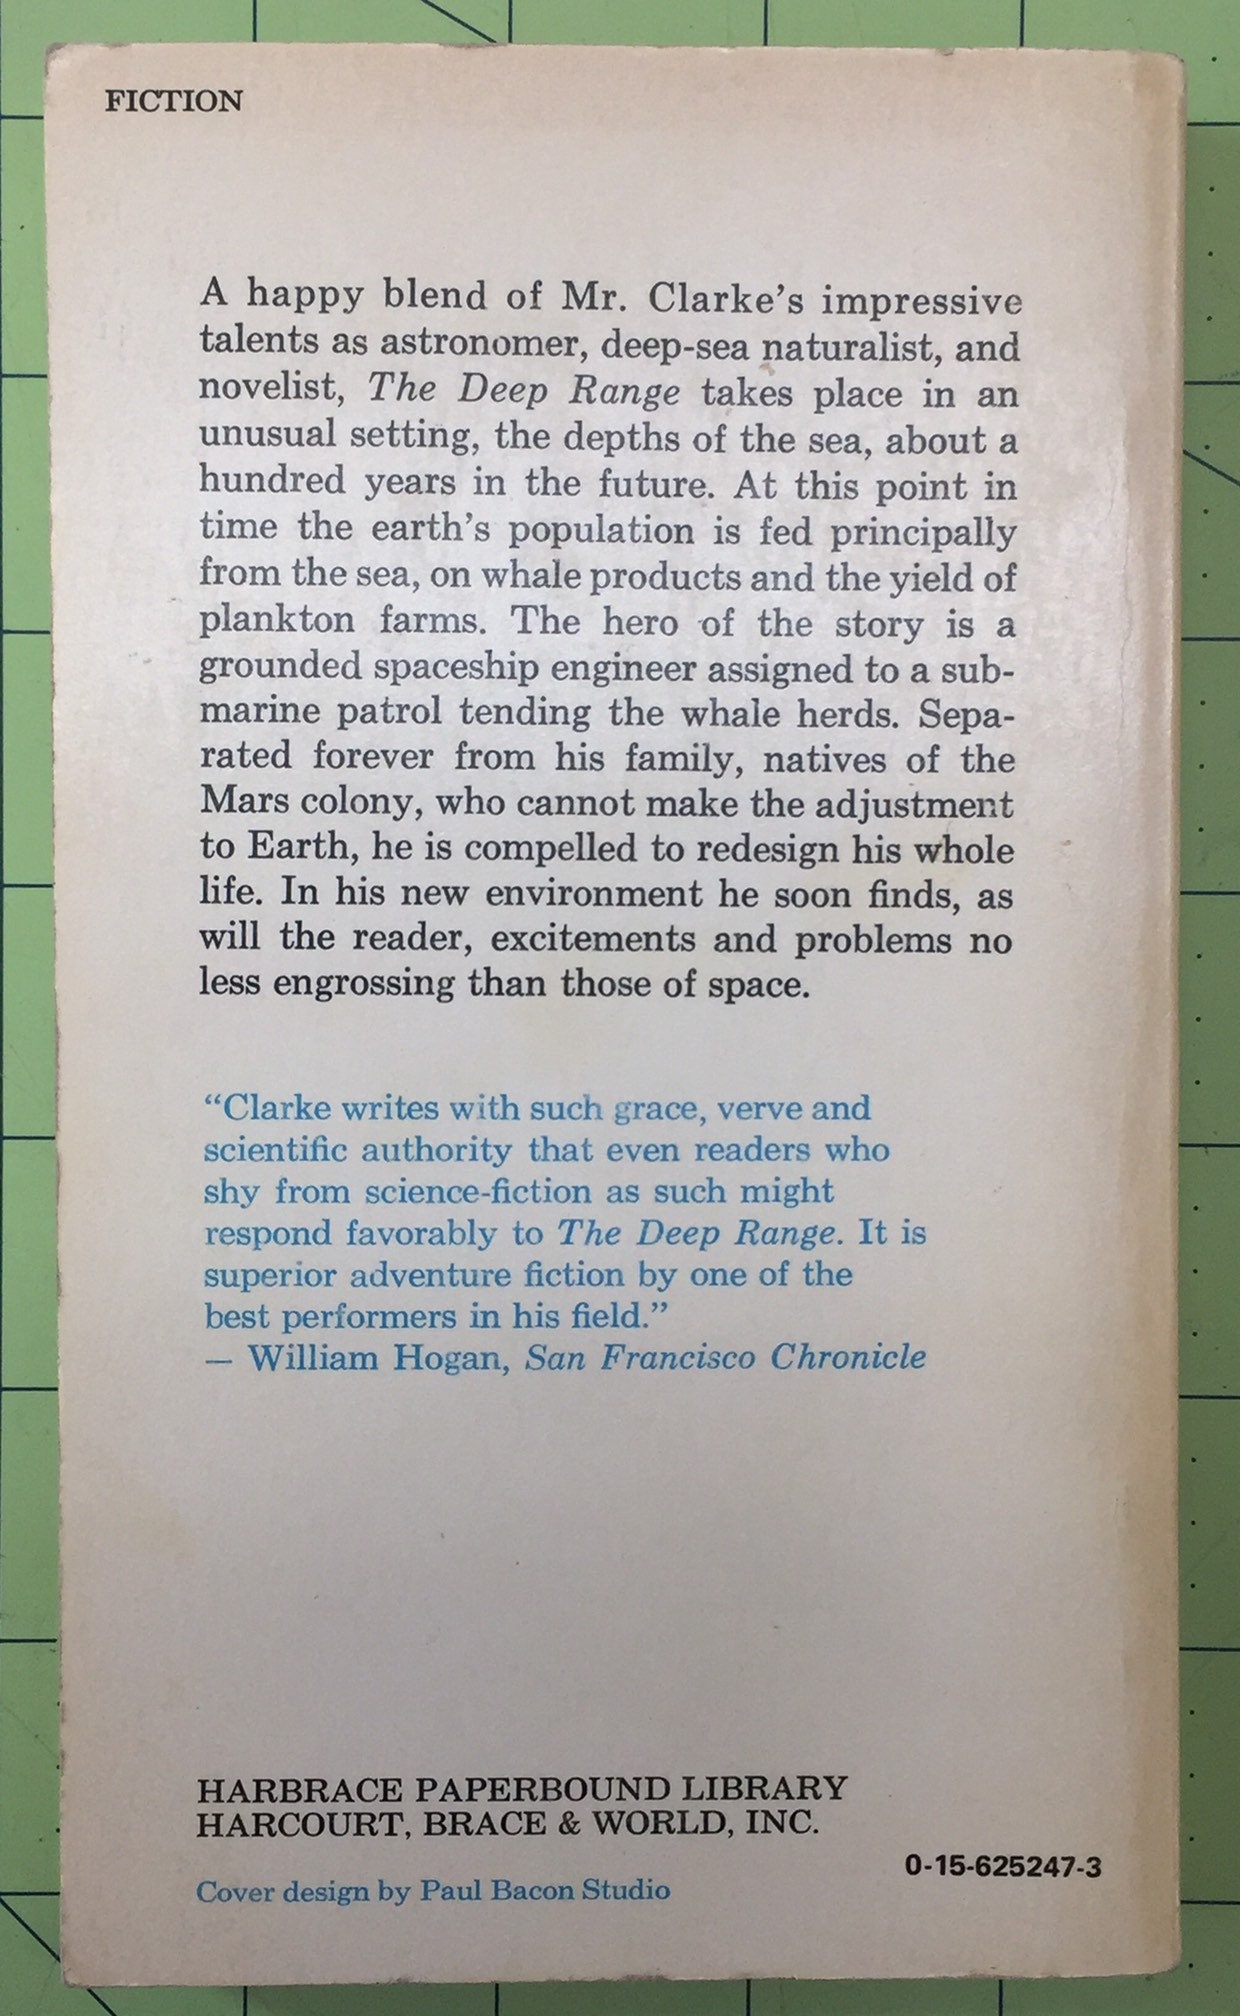 FICTION
A happy blend of Mr. Clarke's impressive
talents as astronomer, deep-sea naturalist, and
novelist, The Deep Range takes place in an
unusual setting, the depths of the sea, about a
hundred years in the future. At this point in
time the earth's population is fed principally
from the sea, on whale products and the yield of
plankton farms. The hero of the story is a
grounded spaceship engineer assigned to a sub-
marine patrol tending the whale herds. Sepa-
rated forever from his family, natives of the
Mars colony, who cannot make the adjustment
to Earth, he is compelled to redesign his whole
life. In his new environment he soon finds, as
will the reader, excitements and problems no
less engrossing than those of space.
“Clarke writes with such grace, verve and
scientific authority that even readers who
shy from science-fiction as such might
respond favorably to The Deep Range. It is
superior adventure fiction by one of the
best performers in his field.”
— William Hogan, San Francisco Chronicle
HARBRACE PAPERBOUND LIBRARY
HARCOURT, BRACE & WORLD, INC.
0-15-625247-3
Cover design by Paul Bacon Studio